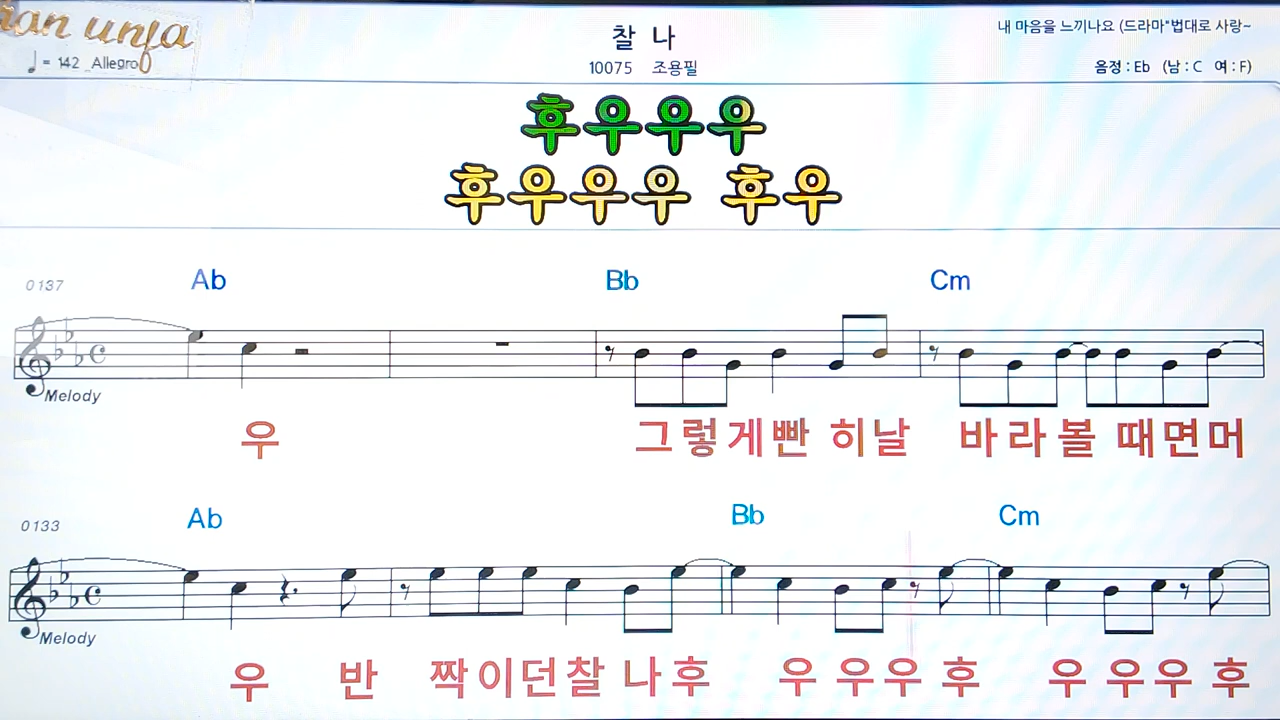 찰나
내 마음을 느끼나요 (드라마"법대로 사랑~
♩ = 142 _Allegro
10075 조용필
음정 : Eb (남 : C 여 : F)
후우우우
후우우우 후우
0137 Ab Bb Cm
Melody
우 그렇게빤 히날 바라볼 때면머
0133 Ab Bb Cm
Melody
우 반 짝이던찰 나후 우우우 후 우우우 후